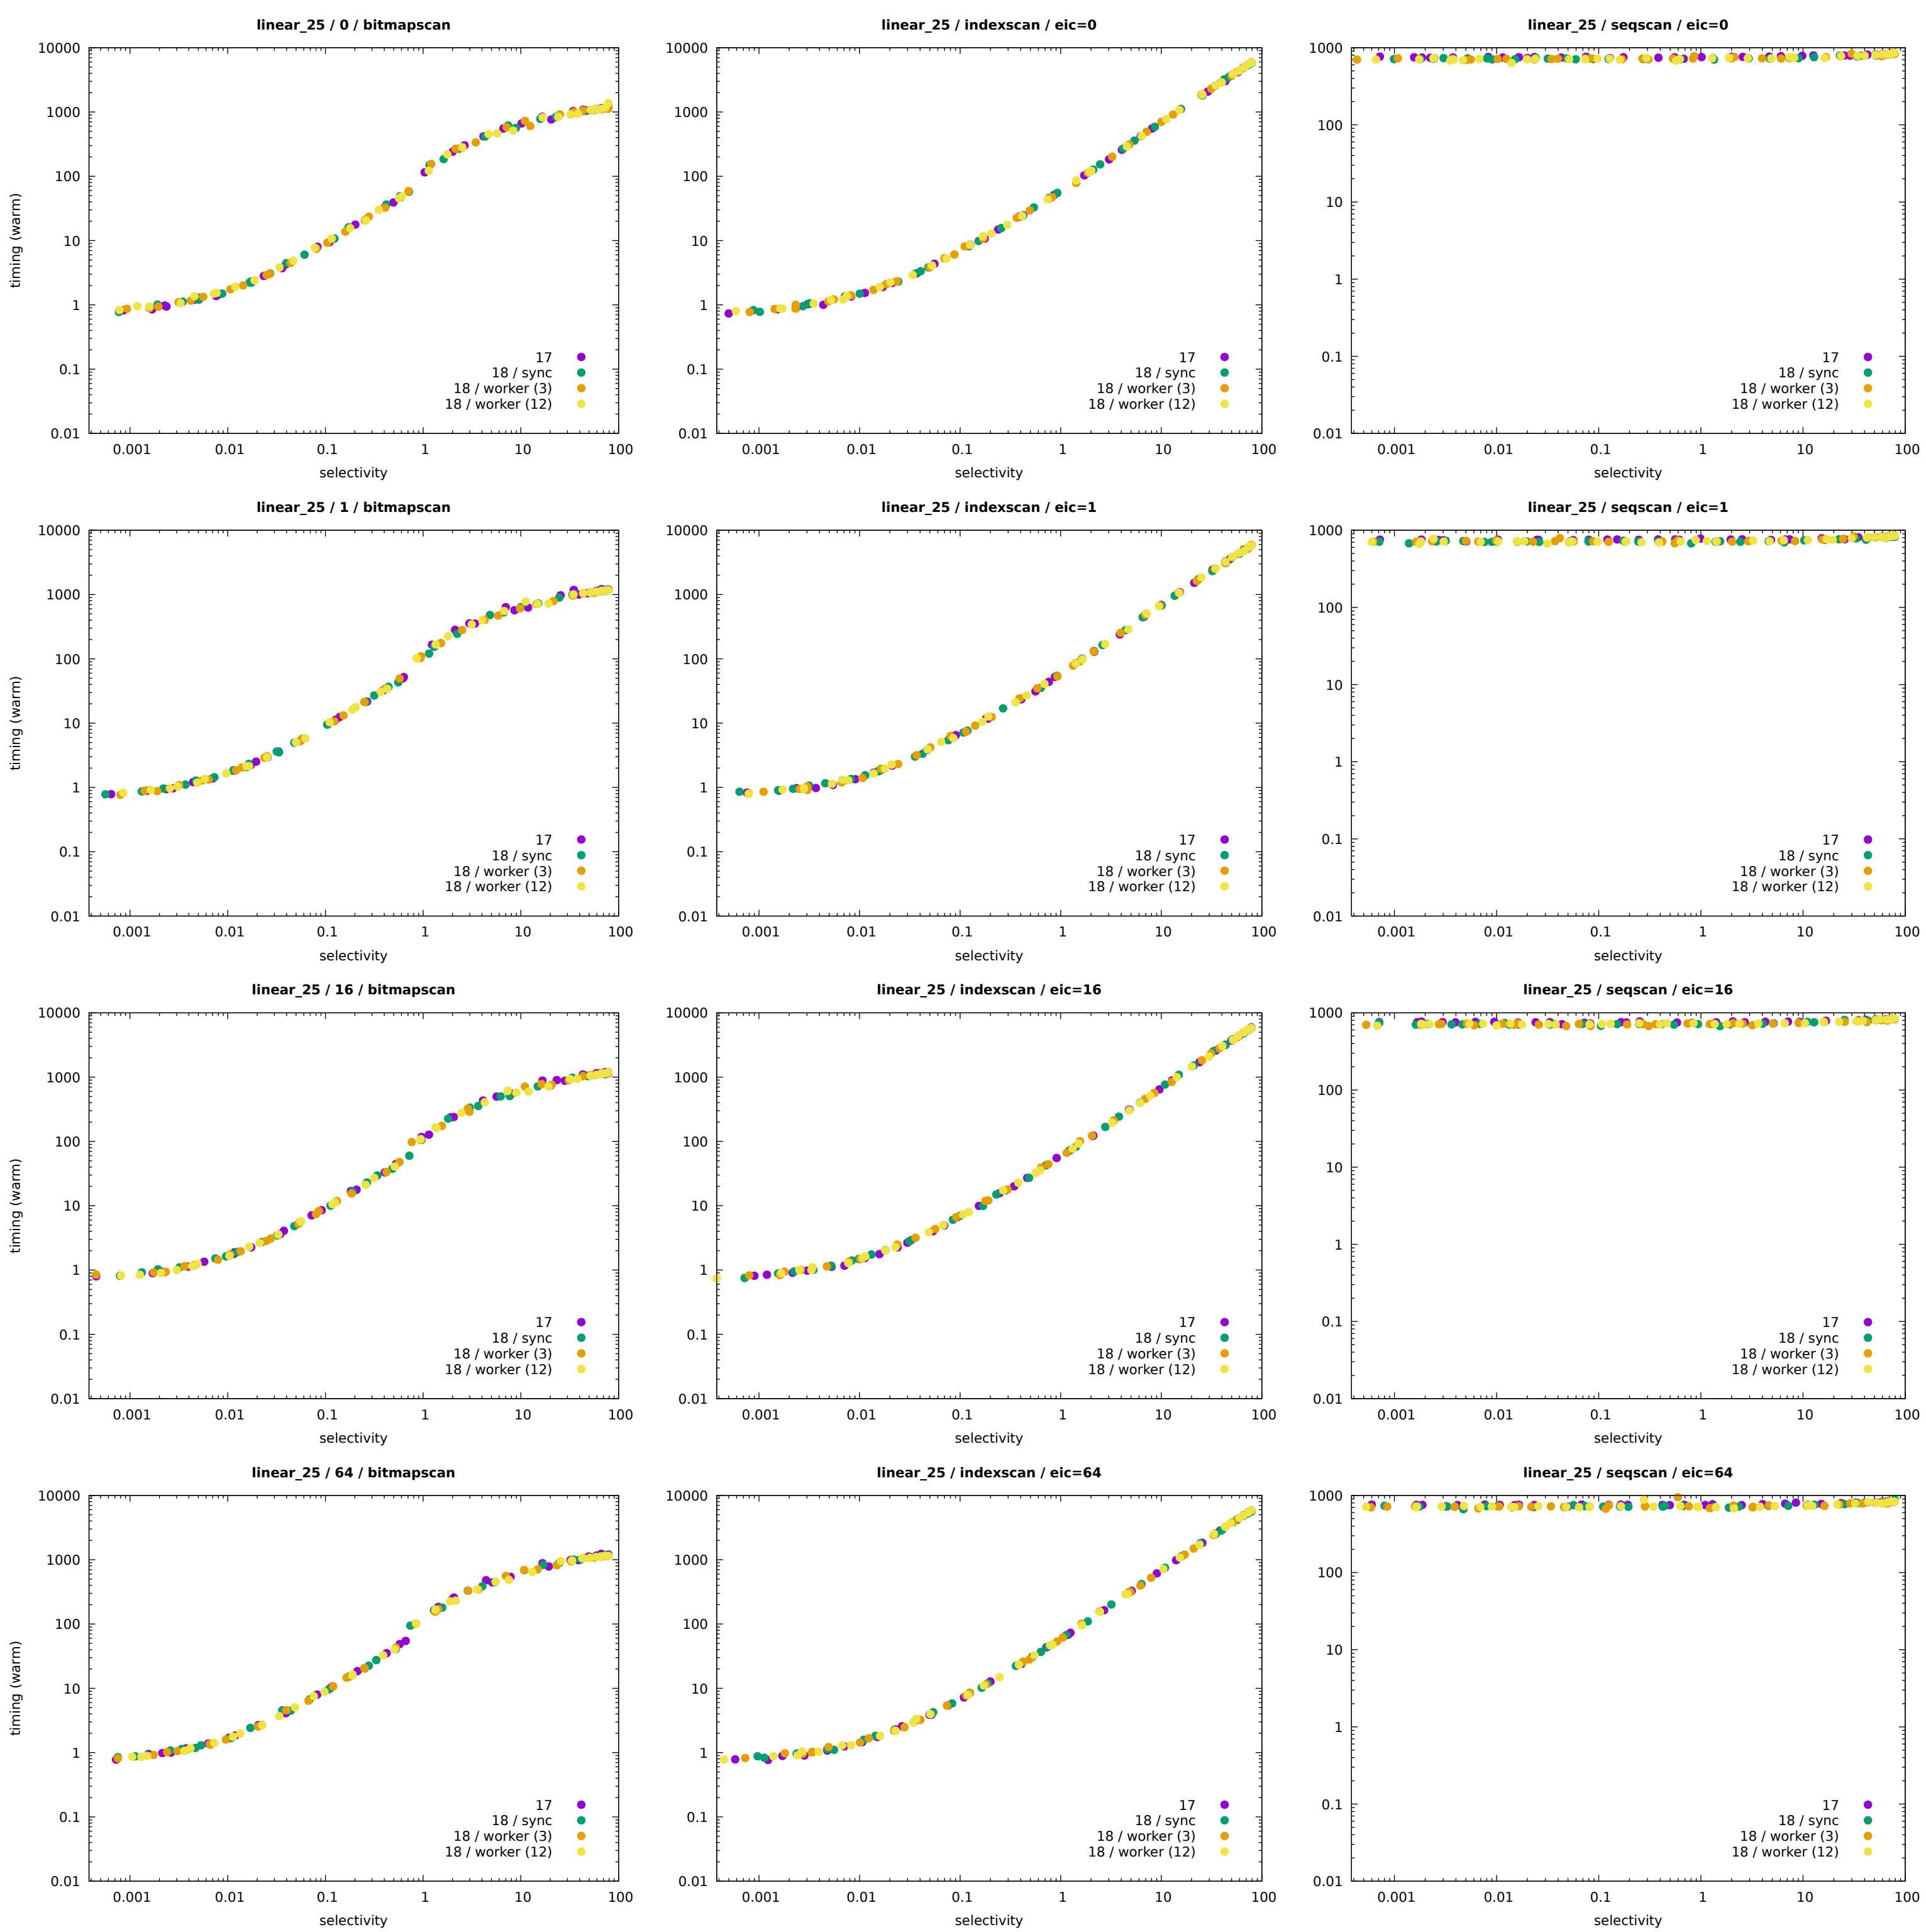 linear_25 / 0 / bitmapscan
10000
1000
100
10
1
0.1
0.01
timing (warm)
0.001 0.01 0.1 1 10 100
selectivity
17
18 / sync
18 / worker (3)
18 / worker (12)
linear_25 / indexscan / eic=0
10000
1000
100
10
1
0.1
0.01
0.001 0.01 0.1 1 10 100
selectivity
17
18 / sync
18 / worker (3)
18 / worker (12)
linear_25 / seqscan / eic=0
1000
100
10
1
0.1
0.01
0.001 0.01 0.1 1 10 100
selectivity
17
18 / sync
18 / worker (3)
18 / worker (12)
linear_25 / 1 / bitmapscan
10000
1000
100
10
1
0.1
0.01
timing (warm)
0.001 0.01 0.1 1 10 100
selectivity
17
18 / sync
18 / worker (3)
18 / worker (12)
linear_25 / indexscan / eic=1
10000
1000
100
10
1
0.1
0.01
0.001 0.01 0.1 1 10 100
selectivity
17
18 / sync
18 / worker (3)
18 / worker (12)
linear_25 / seqscan / eic=1
1000
100
10
1
0.1
0.01
0.001 0.01 0.1 1 10 100
selectivity
17
18 / sync
18 / worker (3)
18 / worker (12)
linear_25 / 16 / bitmapscan
10000
1000
100
10
1
0.1
0.01
timing (warm)
0.001 0.01 0.1 1 10 100
selectivity
17
18 / sync
18 / worker (3)
18 / worker (12)
linear_25 / indexscan / eic=16
10000
1000
100
10
1
0.1
0.01
0.001 0.01 0.1 1 10 100
selectivity
17
18 / sync
18 / worker (3)
18 / worker (12)
linear_25 / seqscan / eic=16
1000
100
10
1
0.1
0.01
0.001 0.01 0.1 1 10 100
selectivity
17
18 / sync
18 / worker (3)
18 / worker (12)
linear_25 / 64 / bitmapscan
10000
1000
100
10
1
0.1
0.01
timing (warm)
0.001 0.01 0.1 1 10 100
selectivity
17
18 / sync
18 / worker (3)
18 / worker (12)
linear_25 / indexscan / eic=64
10000
1000
100
10
1
0.1
0.01
0.001 0.01 0.1 1 10 100
selectivity
17
18 / sync
18 / worker (3)
18 / worker (12)
linear_25 / seqscan / eic=64
1000
100
10
1
0.1
0.01
0.001 0.01 0.1 1 10 100
selectivity
17
18 / sync
18 / worker (3)
18 / worker (12)